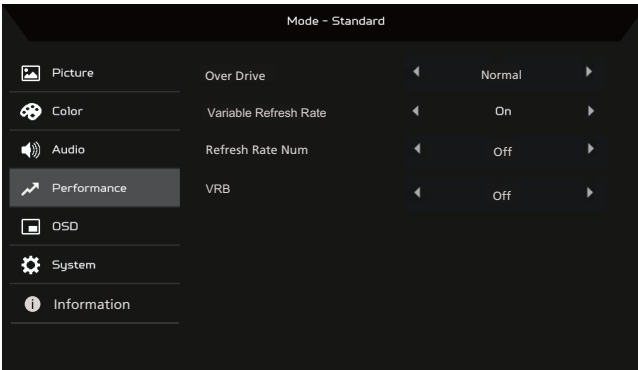 Mode - Standard
Picture
Color
Audio
Performance
OSD
System
Information
Over Drive Normal
Variable Refresh Rate On
Refresh Rate Num Off
VRB Off